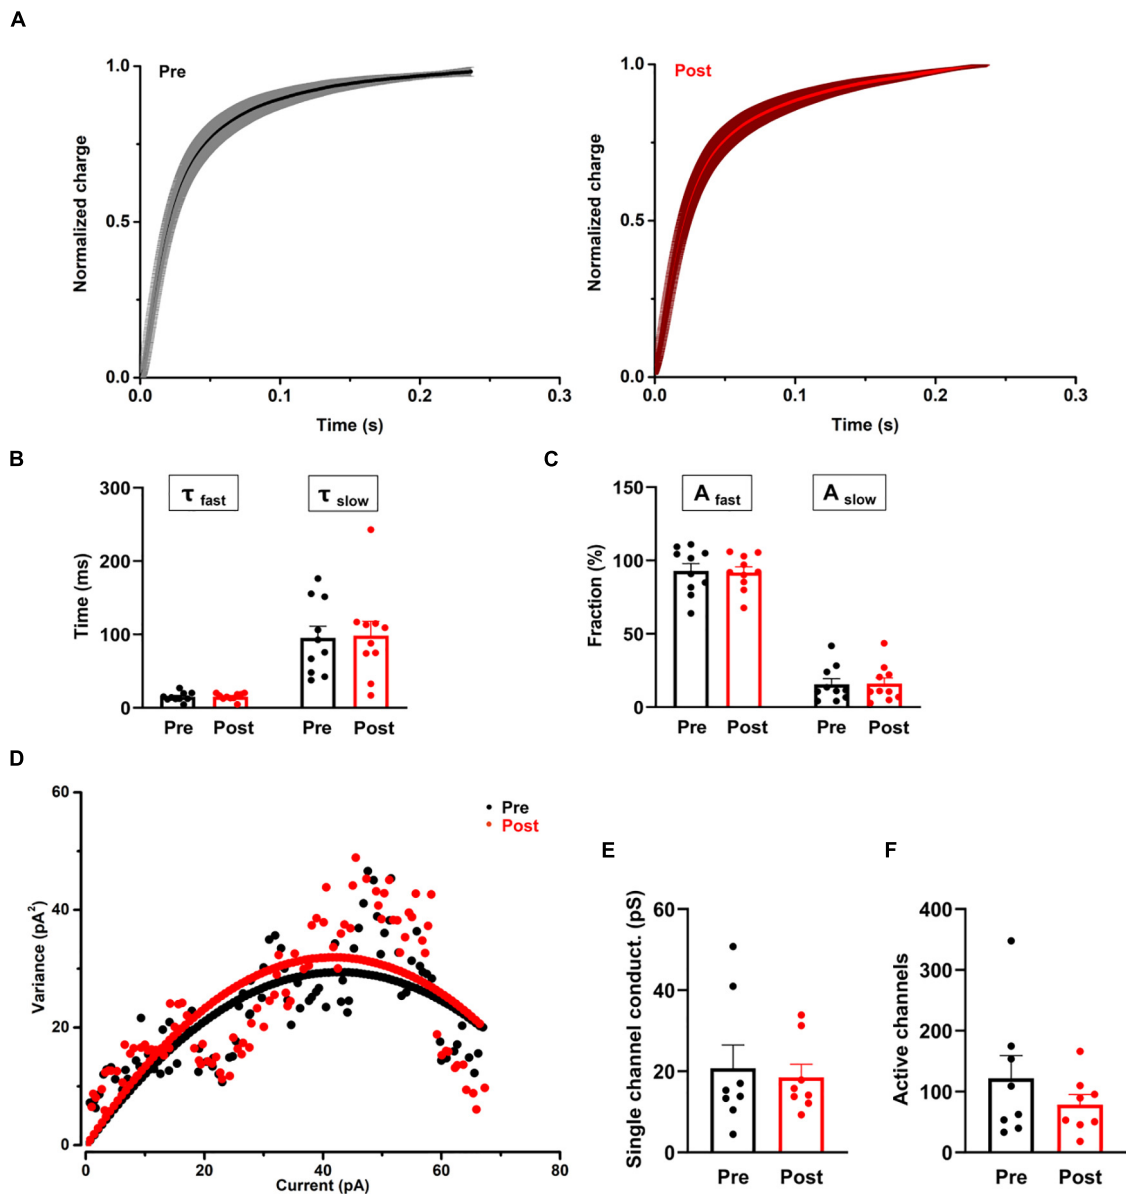 A
Pre
Normalized charge
1.0
0.5
0.0
0.0
0.1
0.2
0.3
Time (s)
Post
Normalized charge
1.0
0.5
0.0
0.0
0.1
0.2
0.3
Time (s)
B
τ fast
τ slow
Time (ms)
300
200
100
0
Pre
Post
Pre
Post
C
A fast
A slow
Fraction (%)
150
100
50
0
Pre
Post
Pre
Post
D
Pre
Post
Variance (pA²)
60
40
20
0
0
20
40
60
80
Current (pA)
E
Single channel conduct. (pS)
60
40
20
0
Pre
Post
F
Active channels
400
300
200
100
0
Pre
Post